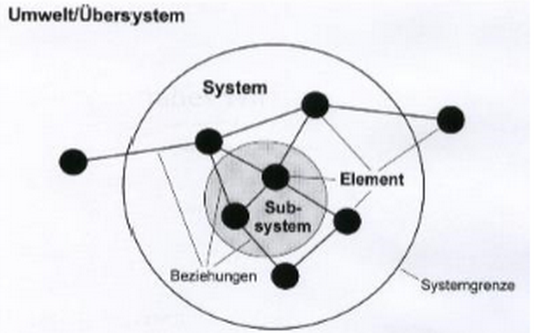 Umwelt/Übersystem
System
Element
Sub-
system
Beziehungen
Systemgrenze